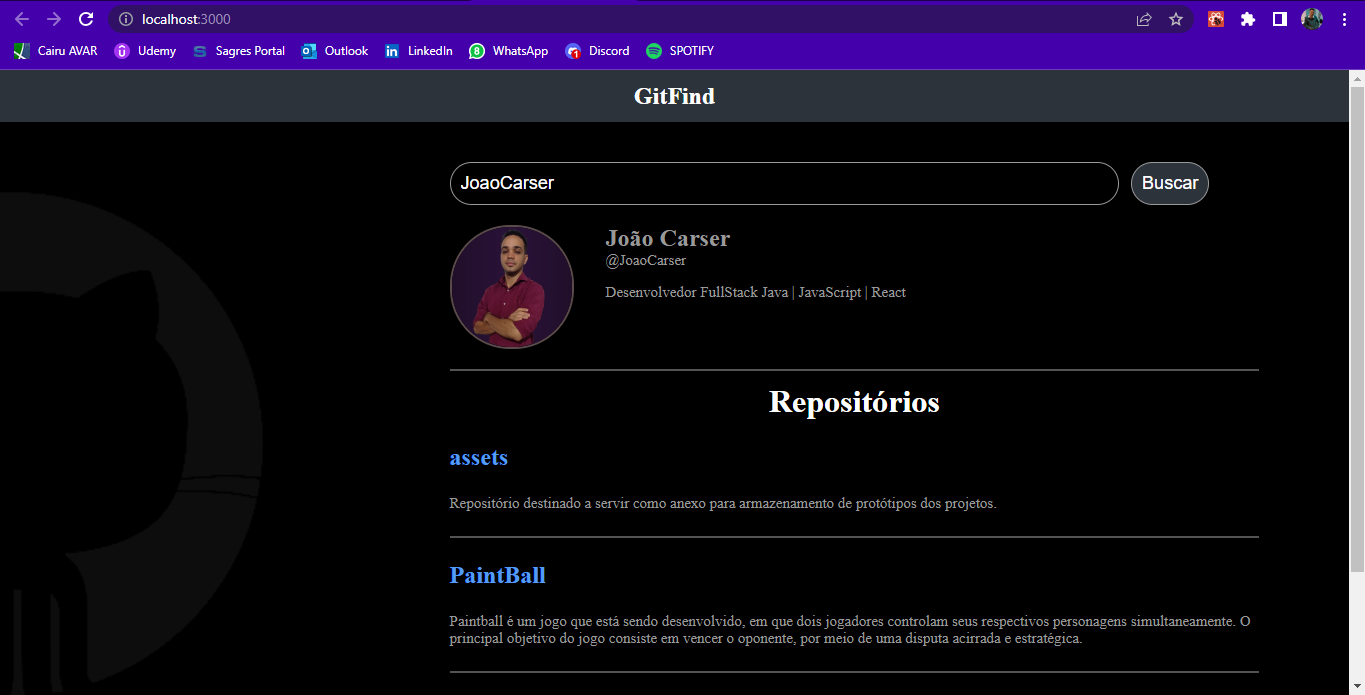 localhost:3000
Cairu AVAR Udemy Sagres Portal Outlook LinkedIn WhatsApp Discord SPOTIFY
GitFind
JoaoCarser Buscar
João Carser
@JoaoCarser
Desenvolvedor FullStack Java | JavaScript | React
Repositórios
assets
Repositório destinado a servir como anexo para armazenamento de protótipos dos projetos.
PaintBall
Paintball é um jogo que está sendo desenvolvido, em que dois jogadores controlam seus respectivos personagens simultaneamente. O
principal objetivo do jogo consiste em vencer o oponente, por meio de uma disputa acirrada e estratégica.